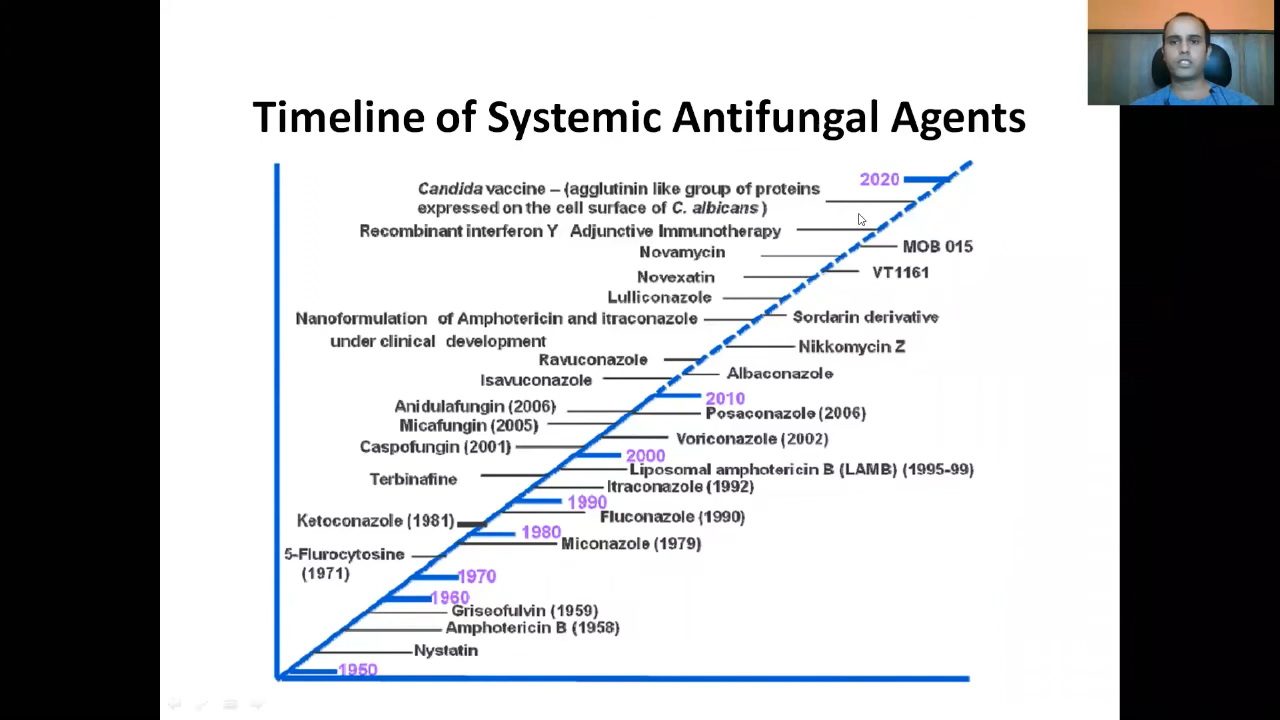 Timeline of Systemic Antifungal Agents
2020
Candida vaccine – (agglutinin like group of proteins
expressed on the cell surface of C. albicans )
Recombinant interferon Y Adjunctive Immunotherapy
MOB 015
Novamycin
VT1161
Novexatin
Lulliconazole
Nanoformulation of Amphotericin and itraconazole
Sordarin derivative
under clinical development
Nikkomycin Z
Ravuconazole
Albaconazole
Isavuconazole
2010
Anidulafungin (2006)
Posaconazole (2006)
Micafungin (2005)
Voriconazole (2002)
Caspofungin (2001)
2000
Liposomal amphotericin B (LAMB) (1995-99)
Terbinafine
Itraconazole (1992)
1990
Fluconazole (1990)
Ketoconazole (1981)
1980
Miconazole (1979)
5-Flurocytosine
(1971)
1970
1960
Griseofulvin (1959)
Amphotericin B (1958)
Nystatin
1950